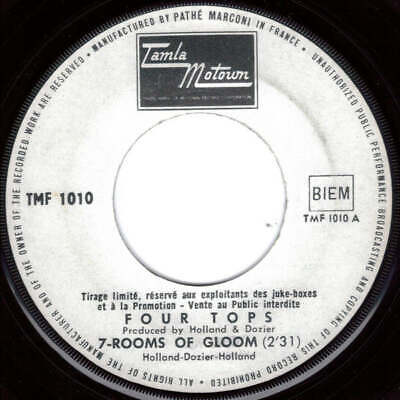 MANUFACTURED BY PATHÉ MARCONI IN FRANCE.
UNAUTHORIZED PUBLIC PERFORMANCE BROADCASTING AND COPYING OF THIS RECORD PROHIBITED - ALL RIGHTS OF THE MANUFACTURER AND OF THE OWNER OF THE RECORDED WORK ARE RESERVED -
Tamla
Motown
TMF 1010
BIEM
TMF 1010 A
Tirage limité, réservé aux exploitants des juke-boxes
et à la Promotion - Vente au Public interdite
FOUR TOPS
Produced by Holland & Dozier
7-ROOMS OF GLOOM (2'31)
Holland-Dozier-Holland